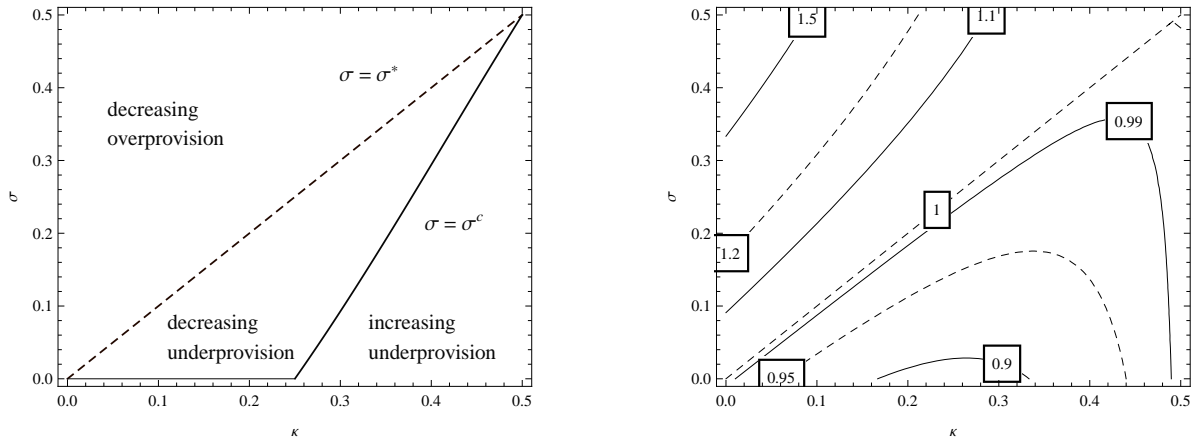 0.5
0.4
0.3
0.2
0.1
0.0
σ
0.0
0.1
0.2
0.3
0.4
0.5
κ
decreasing
overprovision
σ = σ*
σ = σᶜ
decreasing
underprovision
increasing
underprovision
0.5
0.4
0.3
0.2
0.1
0.0
σ
0.0
0.1
0.2
0.3
0.4
0.5
κ
1.5
1.1
0.99
1
1.2
0.95
0.9